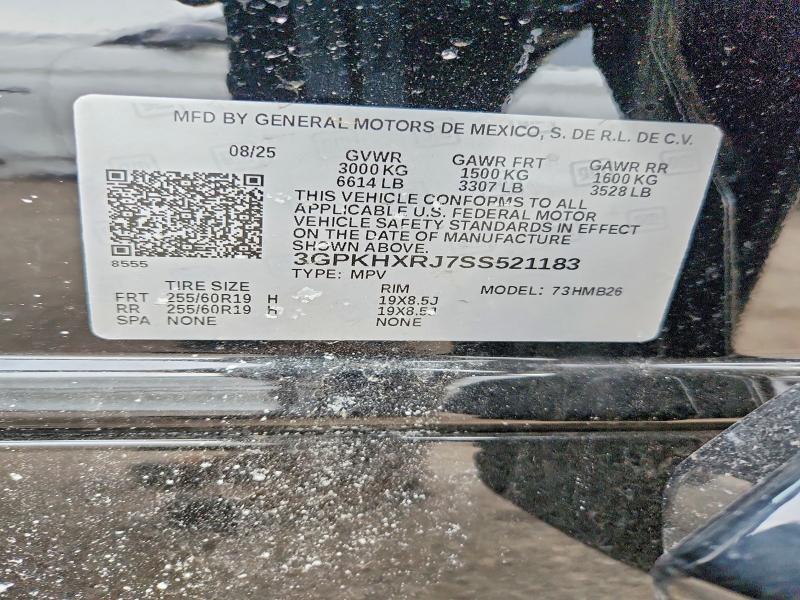 MFD BY GENERAL MOTORS DE MEXICO, S. DE R.L. DE C.V.
08/25 GVWR GAWR FRT GAWR RR
3000 KG 1500 KG 1600 KG
6614 LB 3307 LB 3528 LB
THIS VEHICLE CONFORMS TO ALL
APPLICABLE U.S. FEDERAL MOTOR
VEHICLE SAFETY STANDARDS IN EFFECT
ON THE DATE OF MANUFACTURE
SHOWN ABOVE
8555 3GPKHXRJ7SS521183
TYPE: MPV
TIRE SIZE RIM MODEL: 73HMB26
FRT 255/60R19 H 19X8.5J
RR 255/60R19 h 19X8.5J
SPA NONE NONE